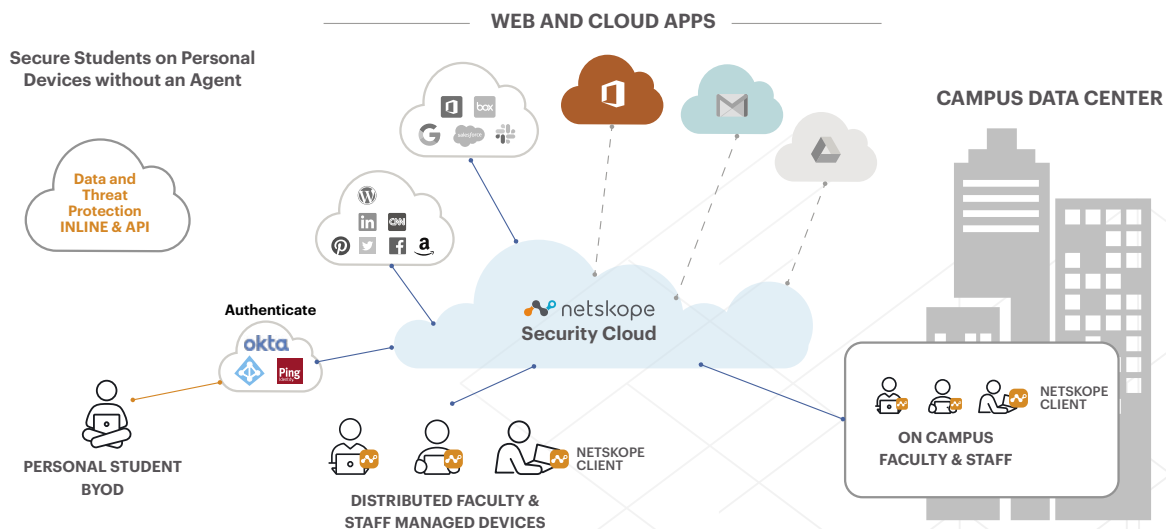 WEB AND CLOUD APPS
Secure Students on Personal
Devices without an Agent
CAMPUS DATA CENTER
box
salesforce
Data and
Threat
Protection
INLINE & API
in
CNN
a
Authenticate
okta
Ping
Identity
netskope
Security Cloud
NETSKOPE
CLIENT
ON CAMPUS
FACULTY & STAFF
PERSONAL STUDENT
BYOD
NETSKOPE
CLIENT
DISTRIBUTED FACULTY &
STAFF MANAGED DEVICES